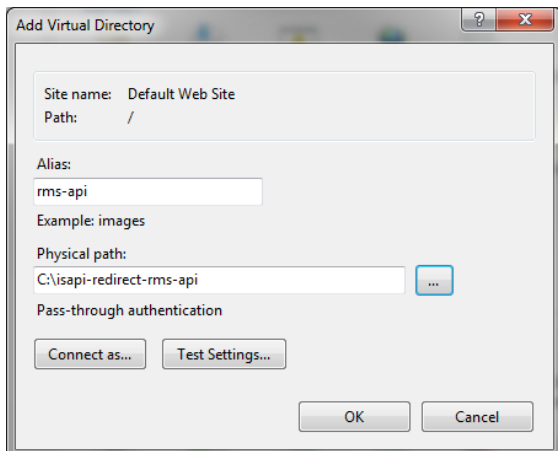 Add Virtual Directory
?
X
Site name: Default Web Site
Path: /
Alias:
rms-api
Example: images
Physical path:
C:\isapi-redirect-rms-api
...
Pass-through authentication
Connect as... Test Settings...
OK Cancel